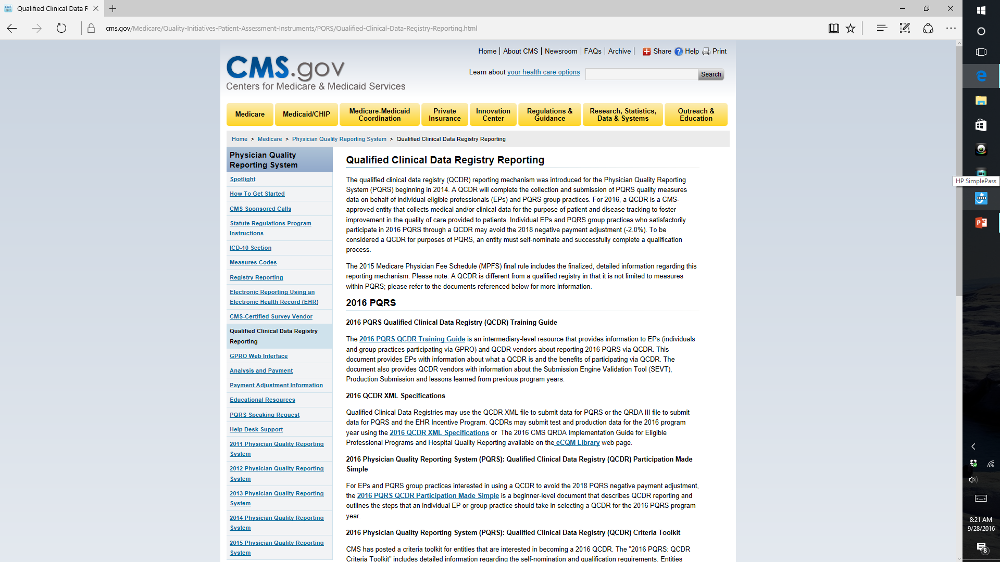 Qualified Clinical Data R
cms.gov/Medicare/Quality-Initiatives-Patient-Assessment-Instruments/PQRS/Qualified-Clinical-Data-Registry-Reporting.html
Home | About CMS | Newsroom | FAQs | Archive | Share Help Print
CMS.gov
Centers for Medicare & Medicaid Services
Learn about your health care options
Search
Medicare
Medicaid/CHIP
Medicare-Medicaid
Coordination
Private
Insurance
Innovation
Center
Regulations &
Guidance
Research, Statistics,
Data & Systems
Outreach &
Education
Home > Medicare > Physician Quality Reporting System > Qualified Clinical Data Registry Reporting
Physician Quality
Reporting System
Spotlight
How To Get Started
CMS Sponsored Calls
Statute Regulations Program
Instructions
ICD-10 Section
Measures Codes
Registry Reporting
Electronic Reporting Using an
Electronic Health Record (EHR)
CMS-Certified Survey Vendor
Qualified Clinical Data Registry
Reporting
GPRO Web Interface
Analysis and Payment
Payment Adjustment Information
Educational Resources
PQRS Speaking Request
Help Desk Support
2011 Physician Quality Reporting
System
2012 Physician Quality Reporting
System
2013 Physician Quality Reporting
System
2014 Physician Quality Reporting
System
2015 Physician Quality Reporting
System
Qualified Clinical Data Registry Reporting
The qualified clinical data registry (QCDR) reporting mechanism was introduced for the Physician Quality Reporting
System (PQRS) beginning in 2014. A QCDR will complete the collection and submission of PQRS quality measures
data on behalf of individual eligible professionals (EPs) and PQRS group practices. For 2016, a QCDR is a CMS-
approved entity that collects medical and/or clinical data for the purpose of patient and disease tracking to foster
improvement in the quality of care provided to patients. Individual EPs and PQRS group practices who satisfactorily
participate in 2016 PQRS through a QCDR may avoid the 2018 negative payment adjustment (-2.0%). To be
considered a QCDR for purposes of PQRS, an entity must self-nominate and successfully complete a qualification
process.
The 2015 Medicare Physician Fee Schedule (MPFS) final rule includes the finalized, detailed information regarding this
reporting mechanism. Please note: A QCDR is different from a qualified registry in that it is not limited to measures
within PQRS; please refer to the documents referenced below for more information.
2016 PQRS
2016 PQRS Qualified Clinical Data Registry (QCDR) Training Guide
The 2016 PQRS QCDR Training Guide is an intermediary-level resource that provides information to EPs (individuals
and group practices participating via GPRO) and QCDR vendors about reporting 2016 PQRS via QCDR. This
document provides EPs with information about what a QCDR is and the benefits of participating via QCDR. The
document also provides QCDR vendors with information about the Submission Engine Validation Tool (SEVT),
Production Submission and lessons learned from previous program years.
2016 QCDR XML Specifications
Qualified Clinical Data Registries may use the QCDR XML file to submit data for PQRS or the QRDA III file to submit
data for PQRS and the EHR Incentive Program. QCDRs may submit test and production data for the 2016 program
year using the 2016 QCDR XML Specifications or The 2016 CMS QRDA Implementation Guide for Eligible
Professional Programs and Hospital Quality Reporting available on the eCQM Library web page.
2016 Physician Quality Reporting System (PQRS): Qualified Clinical Data Registry (QCDR) Participation Made
Simple
For EPs and PQRS group practices interested in using a QCDR to avoid the 2018 PQRS negative payment adjustment,
the 2016 PQRS QCDR Participation Made Simple is a beginner-level document that describes QCDR reporting and
outlines the steps that an individual EP or group practice should take in selecting a QCDR for the 2016 PQRS program
year.
2016 Physician Quality Reporting System (PQRS): Qualified Clinical Data Registry (QCDR) Criteria Toolkit
CMS has posted a criteria toolkit for entities that are interested in becoming a 2016 QCDR. The "2016 PQRS: QCDR
Criteria Toolkit" includes detailed information regarding the self-nomination and qualification requirements. Entities
HP SimplePass
8:21 AM
9/28/2016
8